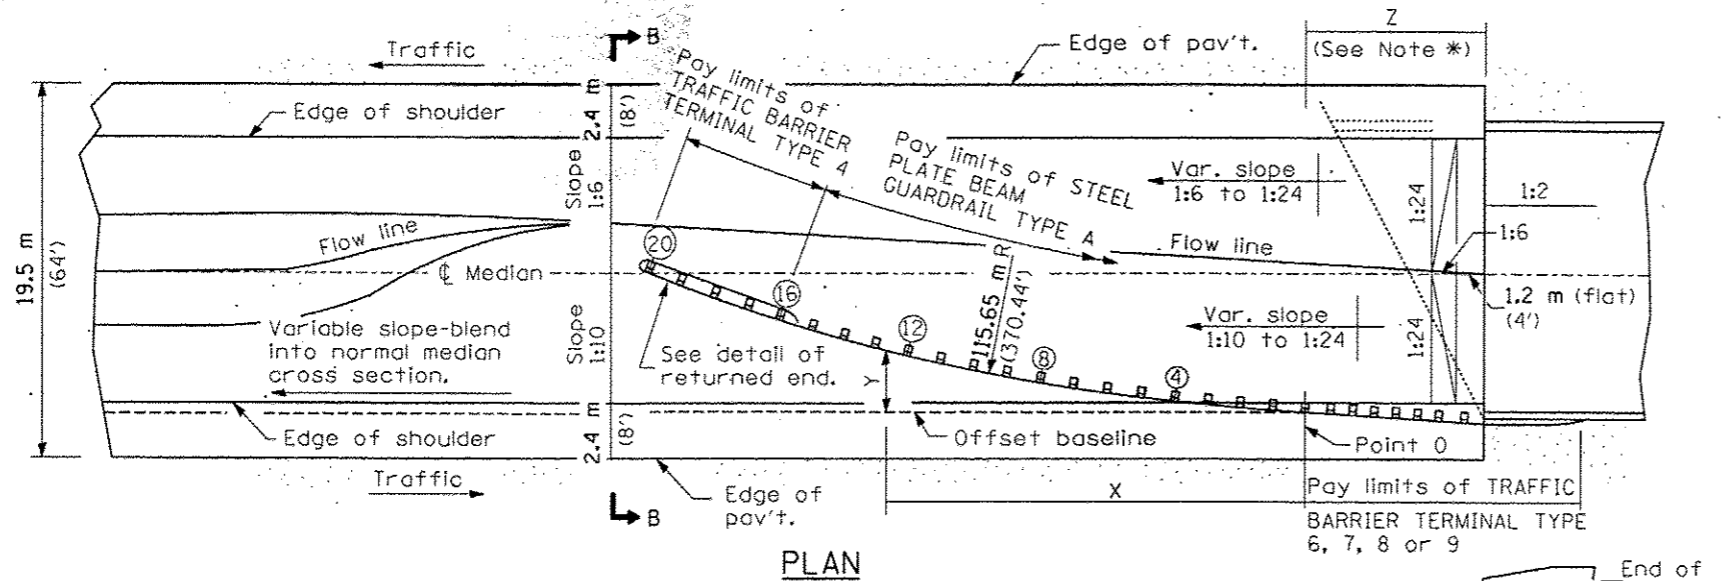 Traffic
B
Edge of pav't.
Z
(See Note *)
Edge of shoulder
2.4 m
(8')
Pay limits of
TRAFFIC BARRIER
TERMINAL TYPE 4
Pay limits of STEEL
PLATE BEAM
GUARDRAIL TYPE A
Var. slope
1:6 to 1:24
1:24
1:2
1:6
Slope
1:6
19.5 m
(64')
Flow line
Flow line
℄ Median
20
16
12
8
4
115.65 m R
(370.44')
1.2 m (flat)
(4')
Var. slope
1:10 to 1:24
1:24
Slope
1:10
Variable slope-blend
into normal median
cross section.
See detail of
returned end.
Y
Edge of shoulder
2.4 m
(8')
Offset baseline
Point O
Traffic
Edge of
pav't.
B
X
Pay limits of TRAFFIC
BARRIER TERMINAL TYPE
6, 7, 8 or 9
PLAN
End of